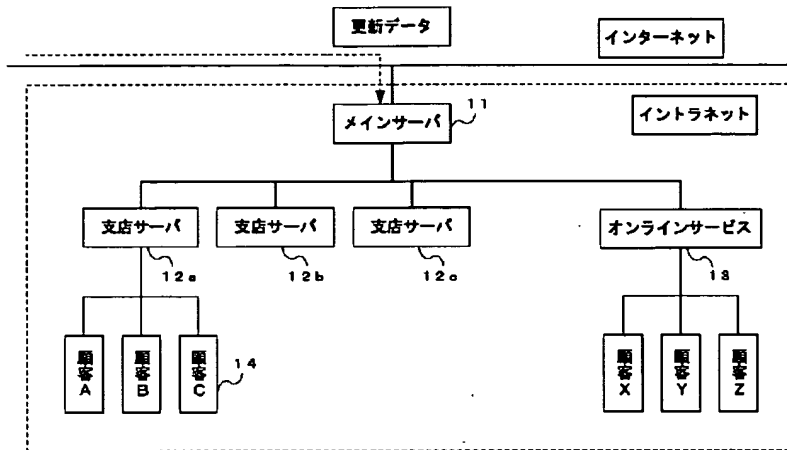 更新データ
インターネット
メインサーバ
11
イントラネット
支店サーバ
支店サーバ
支店サーバ
オンラインサービス
12a
12b
12c
13
顧客A
顧客B
顧客C
14
顧客X
顧客Y
顧客Z